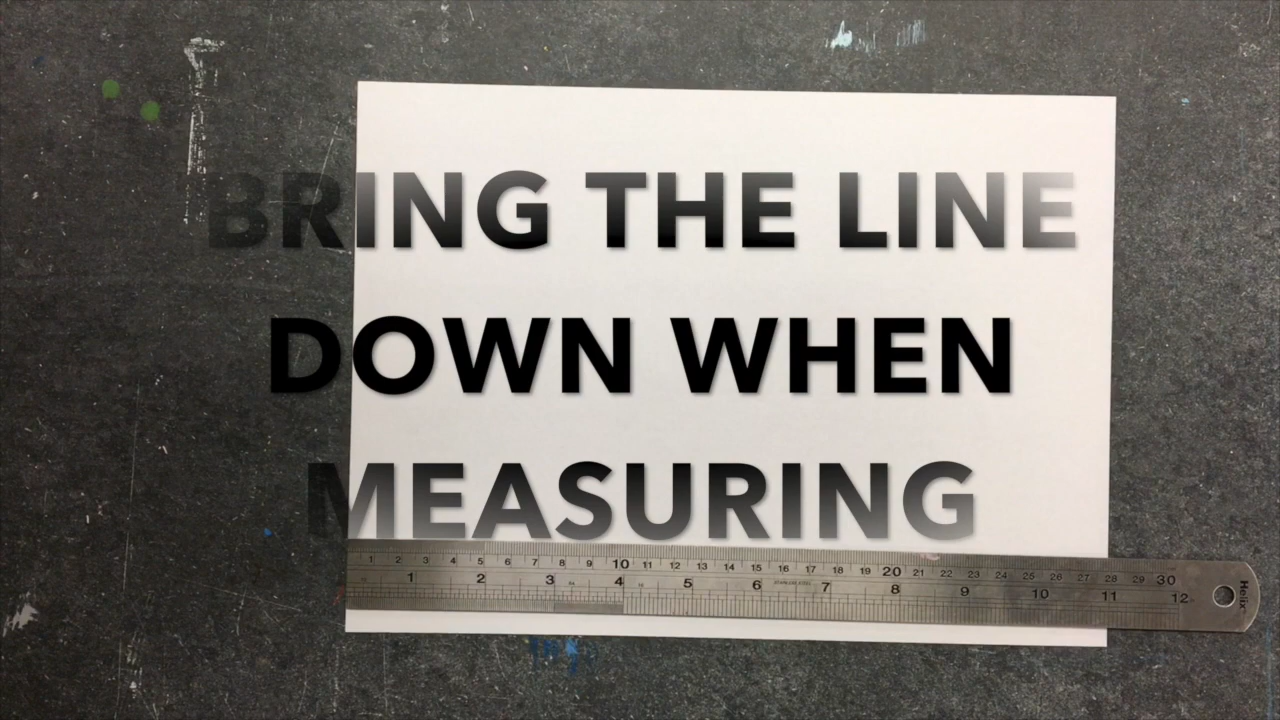 BRING THE LINE
DOWN WHEN
MEASURING
1 2 3 4 5 6 7 8 9 10 11 12 13 14 15 16 17 18 19 20 21 22 23 24 25 26 27 28 29 30
1 2 3 4 5 6 7 8 9 10 11 12
STAINLESS STEEL
Helix